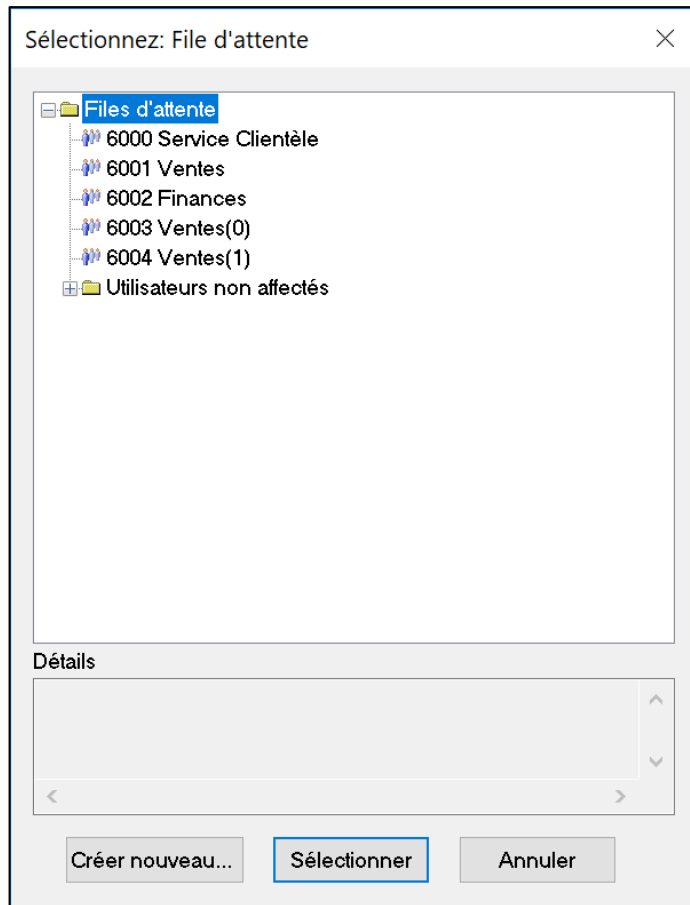 Sélectionnez: File d'attente
Files d'attente
6000 Service Clientèle
6001 Ventes
6002 Finances
6003 Ventes(0)
6004 Ventes(1)
Utilisateurs non affectés
Détails
Créer nouveau... Sélectionner Annuler